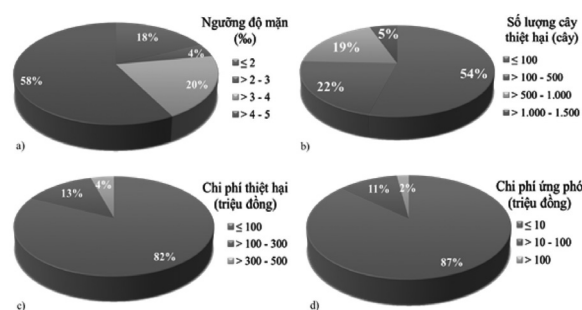 18%
4%
20%
58%
Ngưỡng độ mặn
(‰)
≤ 2
> 2 - 3
> 3 - 4
> 4 - 5
a)
5%
19%
22%
54%
Số lượng cây
thiệt hại (cây)
≤ 100
> 100 - 500
> 500 - 1.000
> 1.000 - 1.500
b)
4%
13%
82%
Chi phí thiệt hại
(triệu đồng)
≤ 100
> 100 - 300
> 300 - 500
c)
2%
11%
87%
Chi phí ứng phó
(triệu đồng)
≤ 10
> 10 - 100
> 100
d)